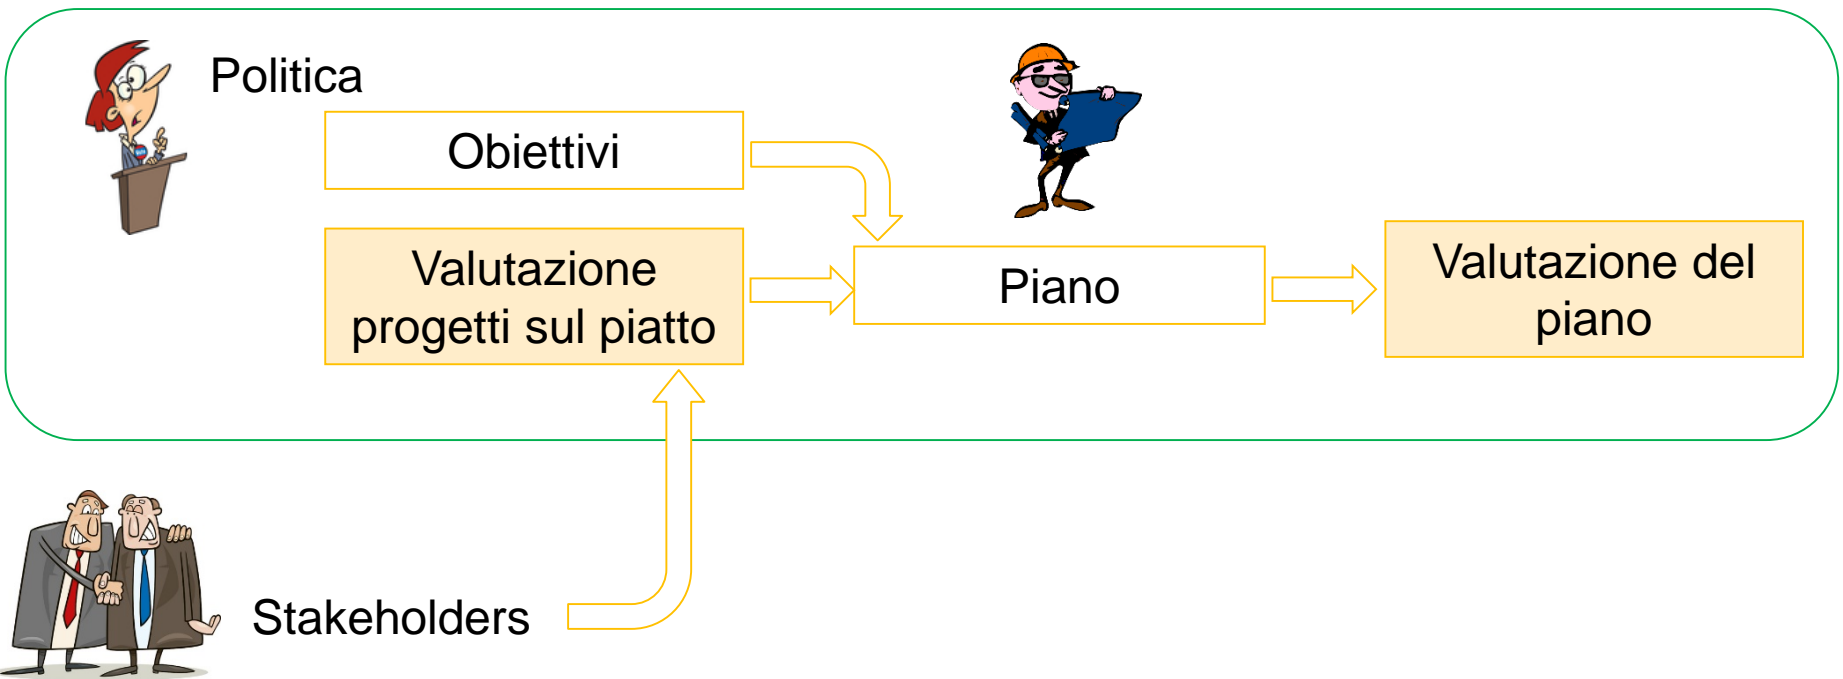 Politica
Obiettivi
Valutazione
progetti sul piatto
Piano
Valutazione del
piano
Stakeholders